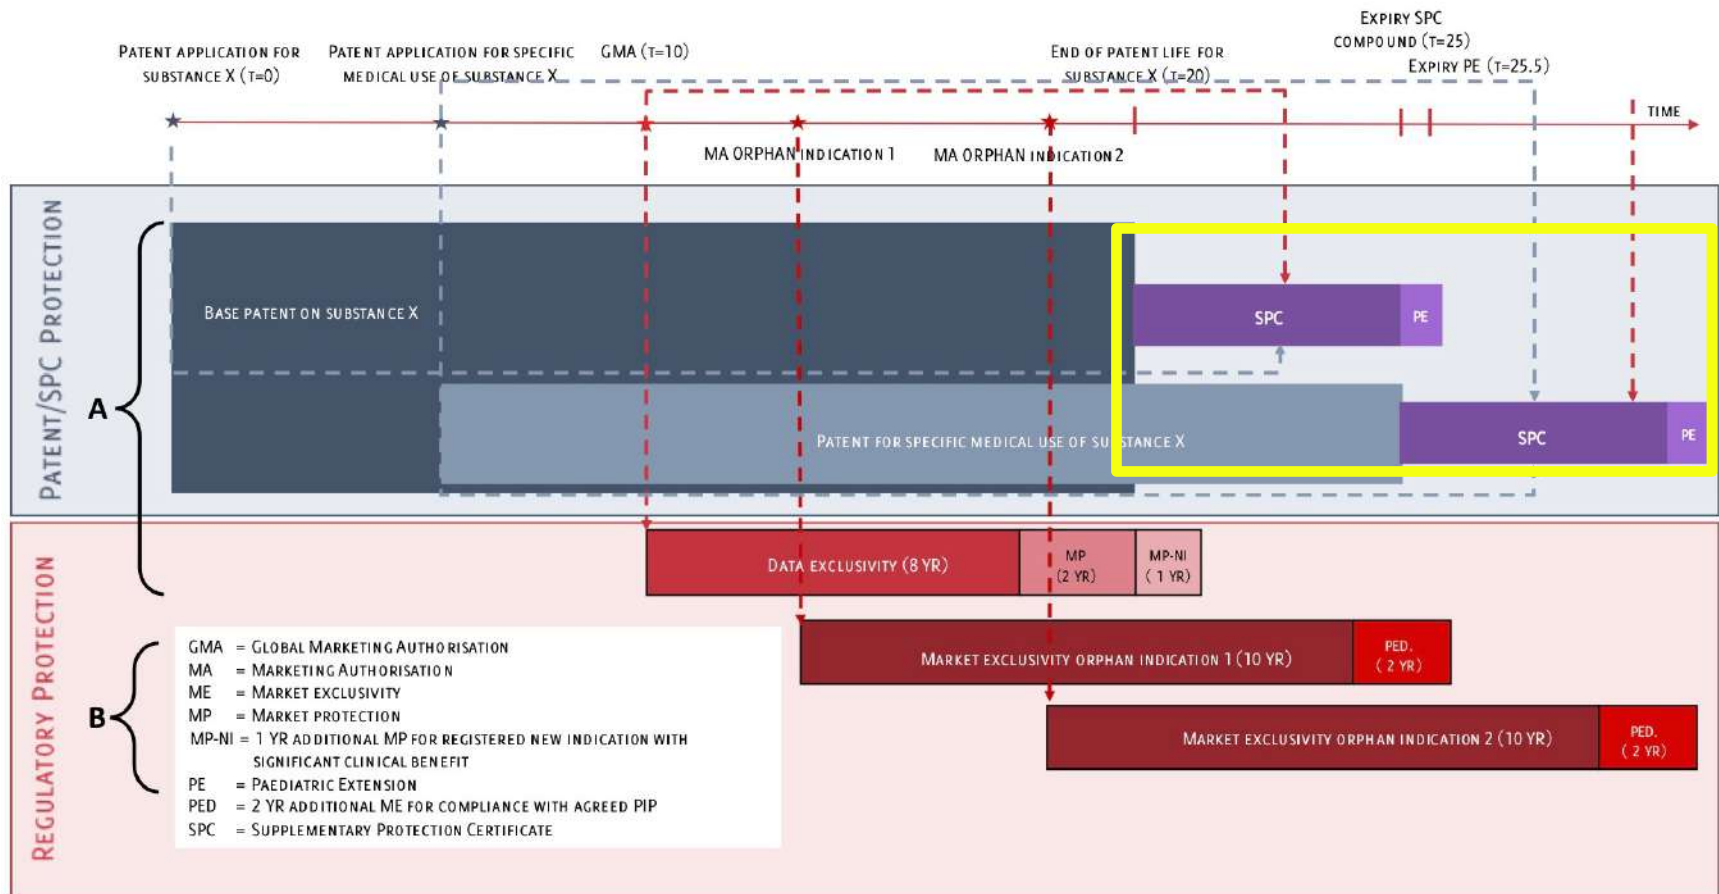 PATENT APPLICATION FOR
SUBSTANCE X (T=0)
PATENT APPLICATION FOR SPECIFIC
MEDICAL USE OF SUBSTANCE X
GMA (T=10)
END OF PATENT LIFE FOR
SUBSTANCE X (T=20)
EXPIRY SPC
COMPOUND (T=25)
EXPIRY PE (T=25.5)
TIME
MA ORPHAN INDICATION 1
MA ORPHAN INDICATION 2
PATENT/SPC PROTECTION
A
BASE PATENT ON SUBSTANCE X
SPC
PE
PATENT FOR SPECIFIC MEDICAL USE OF SUBSTANCE X
SPC
PE
REGULATORY PROTECTION
DATA EXCLUSIVITY (8 YR)
MP
(2 YR)
MP-NI
( 1 YR)
MARKET EXCLUSIVITY ORPHAN INDICATION 1 (10 YR)
PED.
( 2 YR)
MARKET EXCLUSIVITY ORPHAN INDICATION 2 (10 YR)
PED.
( 2 YR)
B
GMA = GLOBAL MARKETING AUTHORISATION
MA = MARKETING AUTHORISATION
ME = MARKET EXCLUSIVITY
MP = MARKET PROTECTION
MP-NI = 1 YR ADDITIONAL MP FOR REGISTERED NEW INDICATION WITH
SIGNIFICANT CLINICAL BENEFIT
PE = PAEDIATRIC EXTENSION
PED = 2 YR ADDITIONAL ME FOR COMPLIANCE WITH AGREED PIP
SPC = SUPPLEMENTARY PROTECTION CERTIFICATE